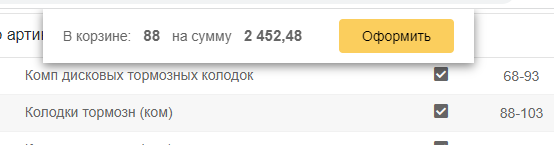 о арти
В корзине: 88 на сумму 2 452,48 Оформить
Комп дисковых тормозных колодок 68-93
Колодки тормозн (ком) 88-103